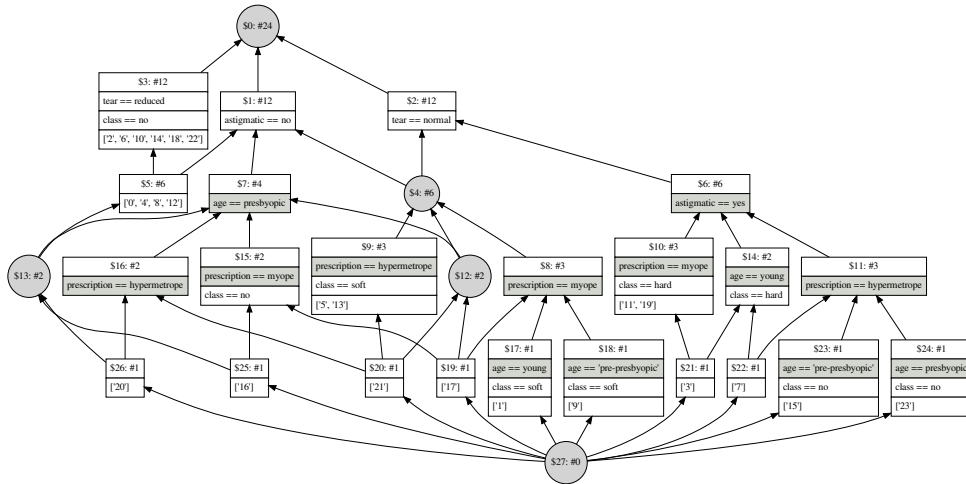 $0: #24
$3: #12
tear == reduced
class == no
['2', '6', '10', '14', '18', '22']
$1: #12
astigmatic == no
$2: #12
tear == normal
$5: #6
['0', '4', '8', '12']
$7: #4
age == presbyopic
$4: #6
$6: #6
astigmatic == yes
$13: #2
$16: #2
prescription == hypermetrope
$15: #2
prescription == myope
class == no
$9: #3
prescription == hypermetrope
class == soft
['5', '13']
$12: #2
$8: #3
prescription == myope
$10: #3
prescription == myope
class == hard
['11', '19']
$14: #2
age == young
class == hard
$11: #3
prescription == hypermetrope
$26: #1
['20']
$25: #1
['16']
$20: #1
['21']
$19: #1
['17']
$17: #1
age == young
class == soft
['1']
$18: #1
age == 'pre-presbyopic'
class == soft
['9']
$21: #1
['3']
$22: #1
['7']
$23: #1
age == 'pre-presbyopic'
class == no
['15']
$24: #1
age == presbyopic
class == no
['23']
$27: #0